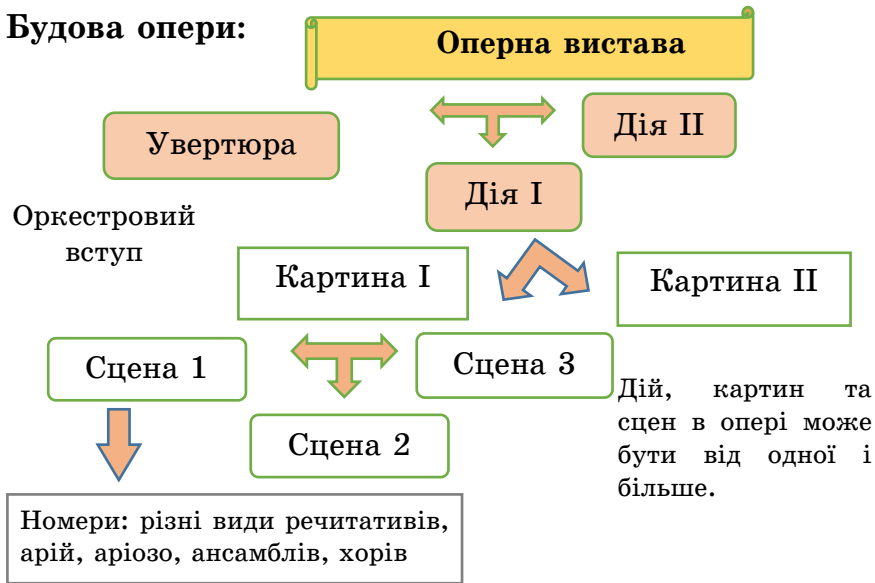 Будова опери:
Оперна вистава
Увертюра
Дія II
Дія I
Оркестровий
вступ
Картина I
Картина II
Сцена 1
Сцена 3
Сцена 2
Дій, картин та
сцен в опері може
бути від одної і
більше.
Номери: різні види речитативів,
арій, аріозо, ансамблів, хорів